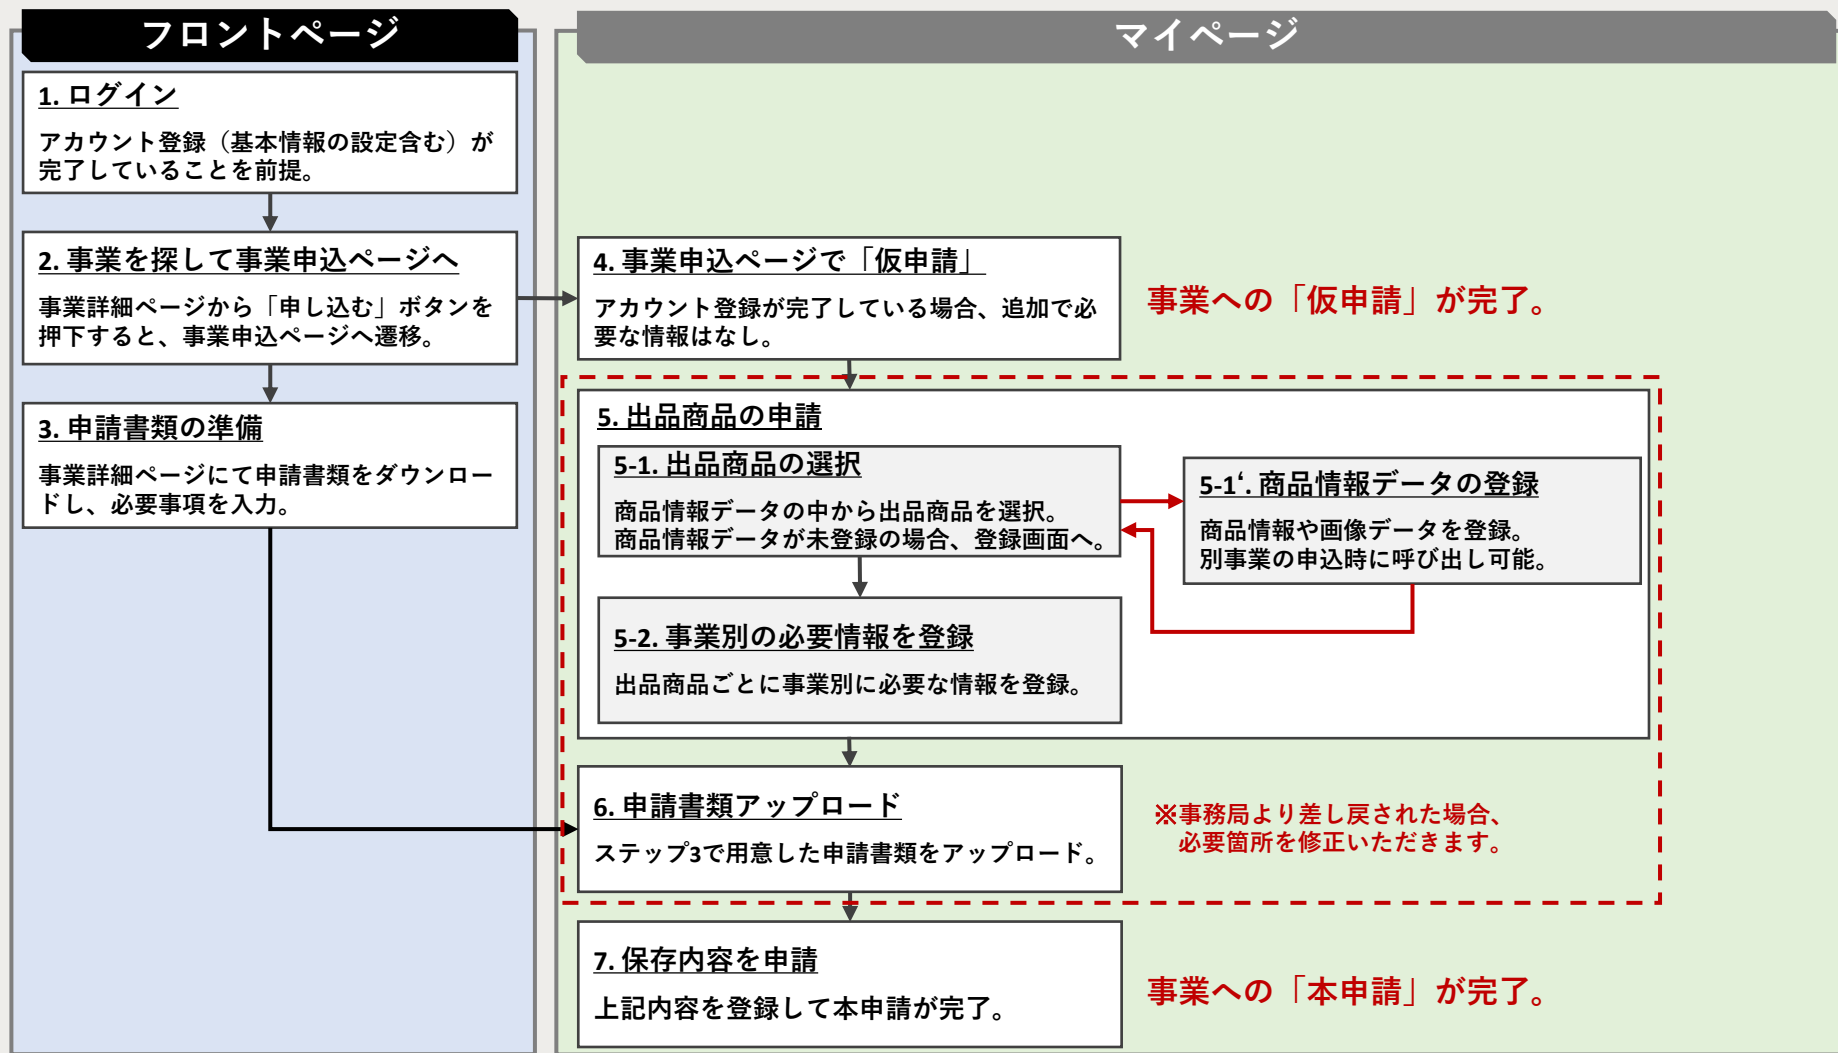 フロントページ
1. ログイン
アカウント登録（基本情報の設定含む）が
完了していることを前提。
2. 事業を探して事業申込ページへ
事業詳細ページから「申し込む」ボタンを
押下すると、事業申込ページへ遷移。
3. 申請書類の準備
事業詳細ページにて申請書類をダウンロー
ドし、必要事項を入力。
マイページ
4. 事業申込ページで「仮申請」
アカウント登録が完了している場合、追加で必
要な情報はなし。
事業への「仮申請」が完了。
5. 出品商品の申請
5-1. 出品商品の選択
商品情報データの中から出品商品を選択。
商品情報データが未登録の場合、登録画面へ。
5-1‘. 商品情報データの登録
商品情報や画像データを登録。
別事業の申込時に呼び出し可能。
5-2. 事業別の必要情報を登録
出品商品ごとに事業別に必要な情報を登録。
6. 申請書類アップロード
ステップ3で用意した申請書類をアップロード。
※事務局より差し戻された場合、
必要箇所を修正いただきます。
7. 保存内容を申請
上記内容を登録して本申請が完了。
事業への「本申請」が完了。